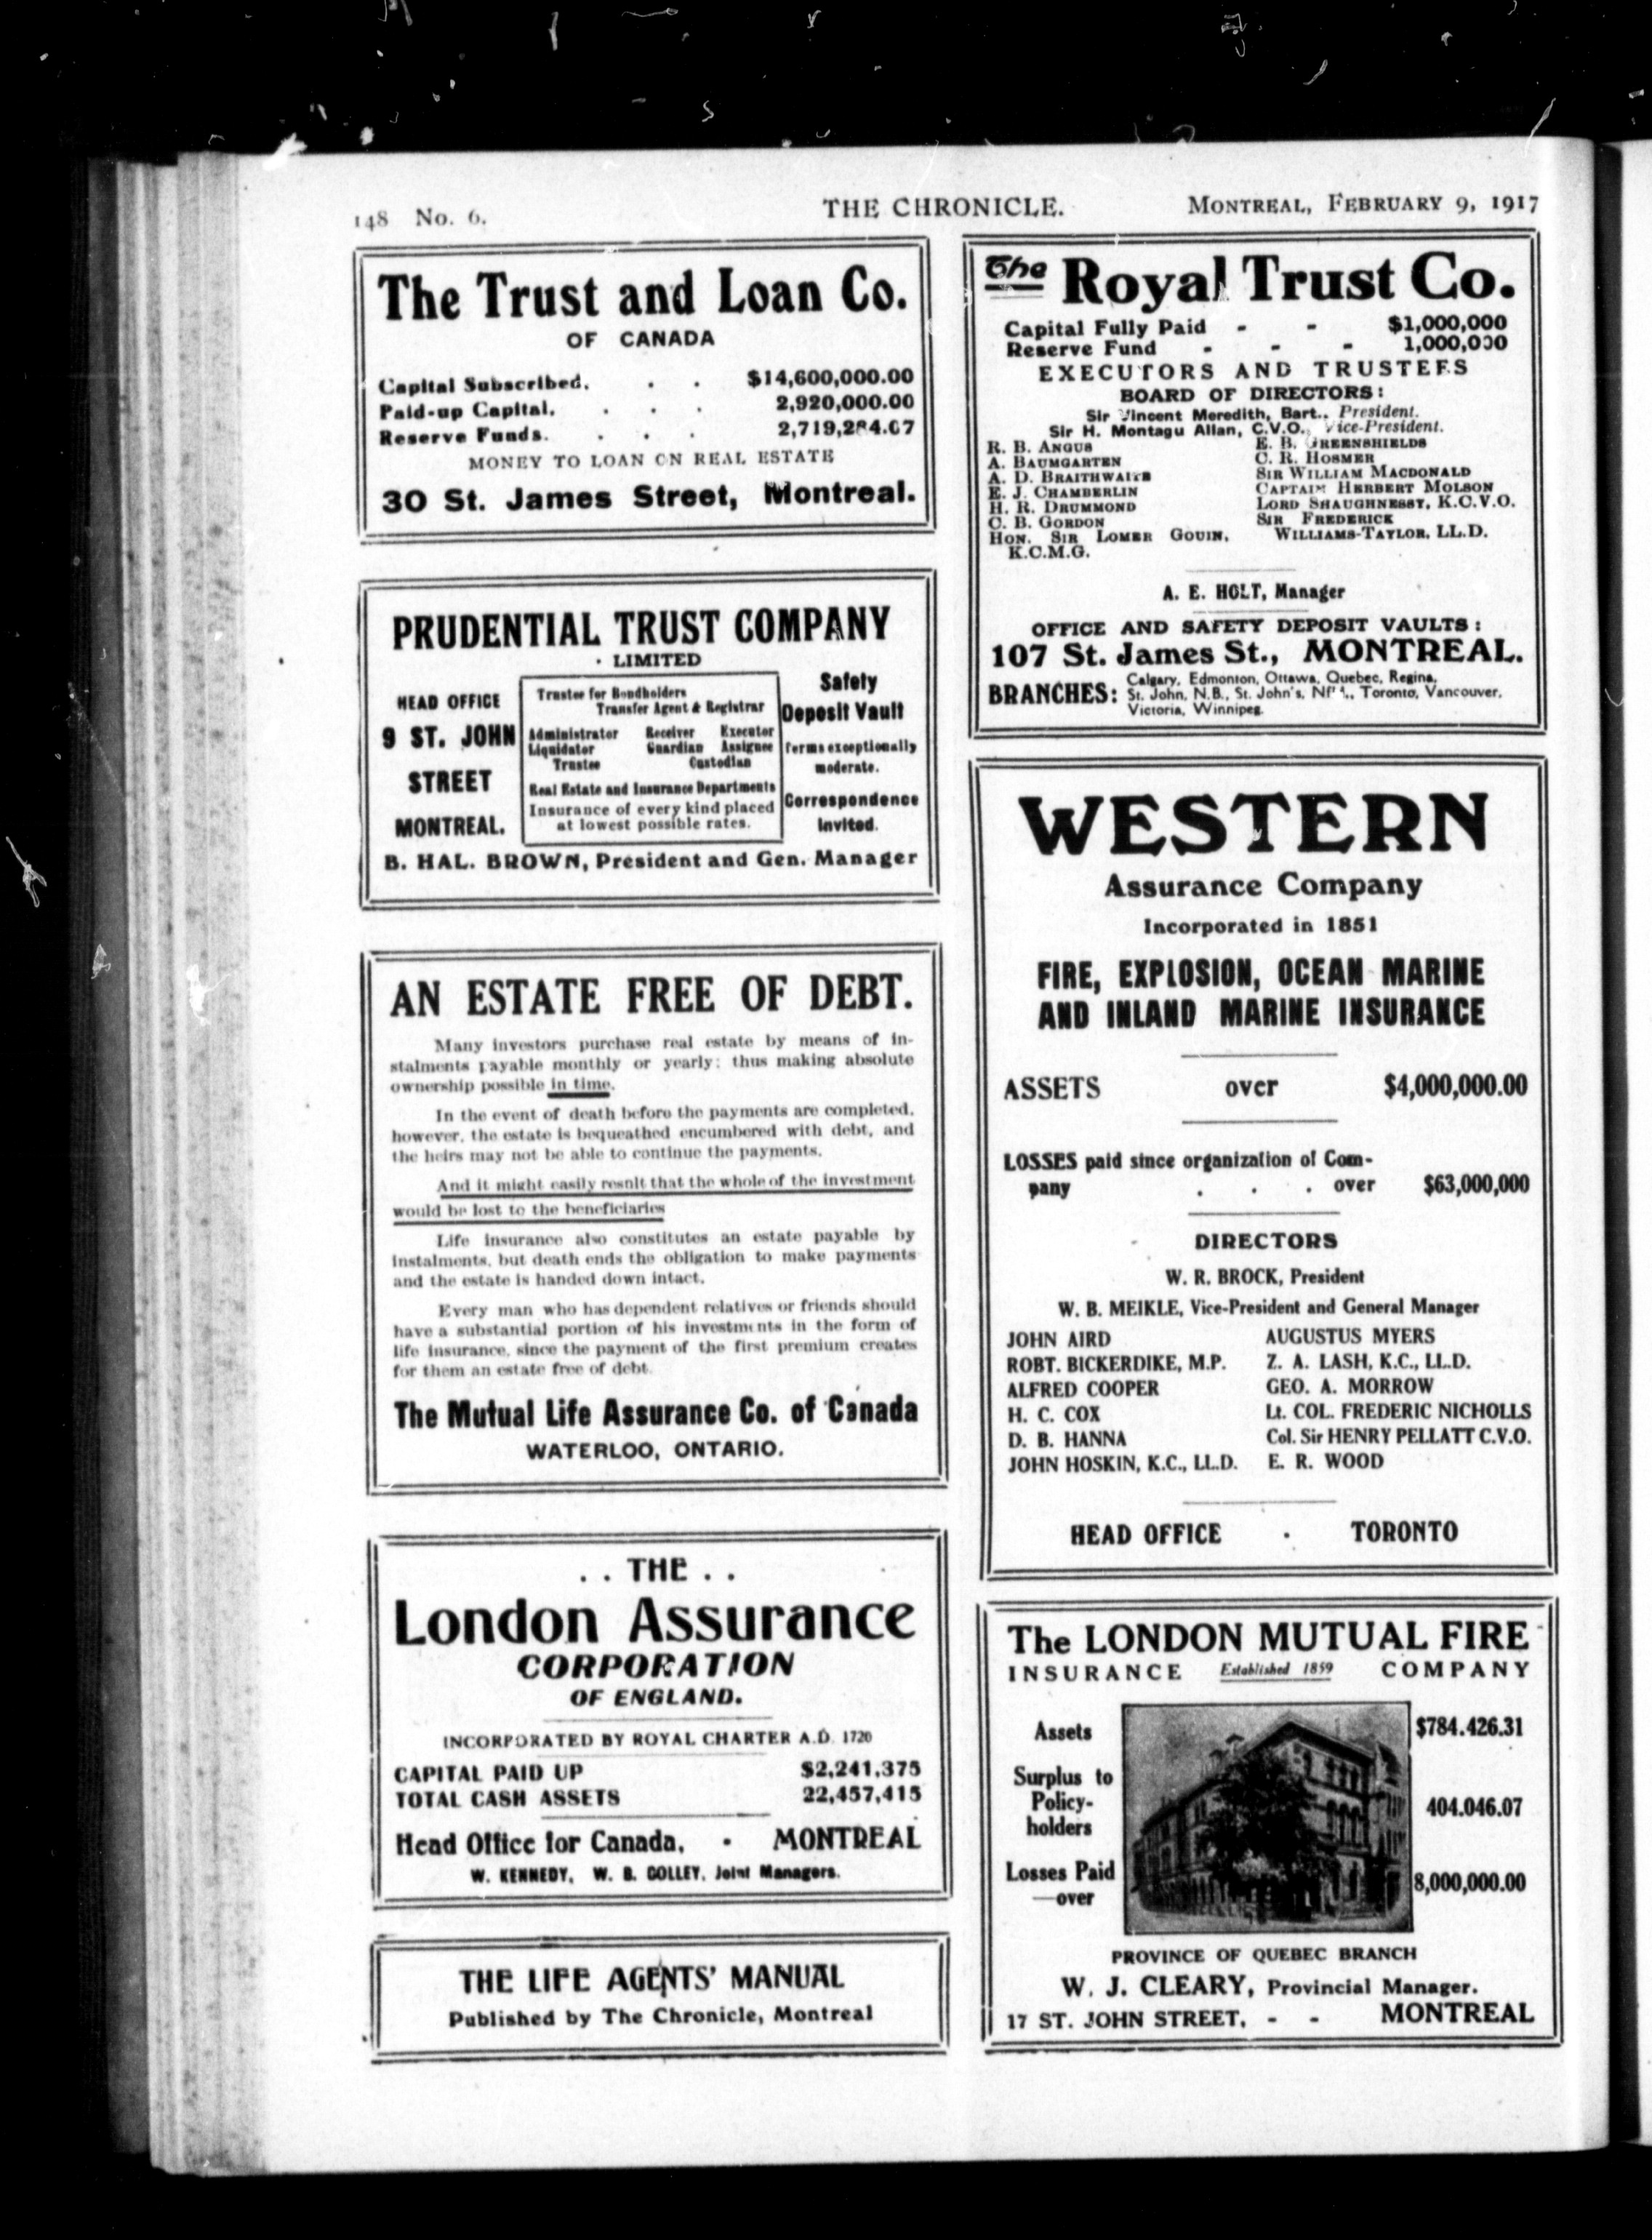 148 No. 6. THE CHRONICLE. MONTREAL, FEBRUARY 9, 1917
The Trust and Loan Co.
OF CANADA
Capital Subscribed, . . $14,600,000.00
Paid-up Capital, . . . 2,920,000.00
Reserve Funds. . . . 2,719,284.07
MONEY TO LOAN ON REAL ESTATE
30 St. James Street, Montreal.
PRUDENTIAL TRUST COMPANY
LIMITED
HEAD OFFICE
9 ST. JOHN
STREET
MONTREAL.
Trustee for Bondholders
Transfer Agent & Registrar
Administrator Receiver Executor
Liquidator Guardian Assignee
Trustee Custodian
Real Estate and Insurance Departments
Insurance of every kind placed
at lowest possible rates.
Safety
Deposit Vault
Terms exceptionally
moderate.
Correspondence
invited.
B. HAL. BROWN, President and Gen. Manager
AN ESTATE FREE OF DEBT.
Many investors purchase real estate by means of in-
stalments payable monthly or yearly; thus making absolute
ownership possible in time.
In the event of death before the payments are completed,
however, the estate is bequeathed encumbered with debt, and
the heirs may not be able to continue the payments.
And it might easily result that the whole of the investment
would be lost to the beneficiaries
Life insurance also constitutes an estate payable by
instalments, but death ends the obligation to make payments
and the estate is handed down intact.
Every man who has dependent relatives or friends should
have a substantial portion of his investments in the form of
life insurance, since the payment of the first premium creates
for them an estate free of debt.
The Mutual Life Assurance Co. of Canada
WATERLOO, ONTARIO.
. . THE . .
London Assurance
CORPORATION
OF ENGLAND.
INCORPORATED BY ROYAL CHARTER A.D. 1720
CAPITAL PAID UP $2,241,375
TOTAL CASH ASSETS 22,457,415
Head Office for Canada, - MONTREAL
W. KENNEDY, W. B. COLLEY, Joint Managers.
THE LIFE AGENTS' MANUAL
Published by The Chronicle, Montreal
The Royal Trust Co.
Capital Fully Paid - - $1,000,000
Reserve Fund - - - 1,000,000
EXECUTORS AND TRUSTEES
BOARD OF DIRECTORS:
Sir Vincent Meredith, Bart., President.
Sir H. Montagu Allan, C.V.O., Vice-President.
R. B. ANGUS
A. BAUMGARTEN
A. D. BRAITHWAITE
E. J. CHAMBERLIN
H. R. DRUMMOND
C. B. GORDON
HON. SIR LOMER GOUIN,
K.C.M.G.
E. B. GREENSHIELDS
C. R. HOSMER
SIR WILLIAM MACDONALD
CAPTAIN HERBERT MOLSON
LORD SHAUGHNESSY, K.C.V.O.
SIR FREDERICK
WILLIAMS-TAYLOR, LL.D.
A. E. HOLT, Manager
OFFICE AND SAFETY DEPOSIT VAULTS:
107 St. James St., MONTREAL.
BRANCHES: Calgary, Edmonton, Ottawa, Quebec, Regina,
St. John, N.B., St. John's, Nfld., Toronto, Vancouver,
Victoria, Winnipeg.
WESTERN
Assurance Company
Incorporated in 1851
FIRE, EXPLOSION, OCEAN MARINE
AND INLAND MARINE INSURANCE
ASSETS over $4,000,000.00
LOSSES paid since organization of Com-
pany . . . over $63,000,000
DIRECTORS
W. R. BROCK, President
W. B. MEIKLE, Vice-President and General Manager
JOHN AIRD
ROBT. BICKERDIKE, M.P.
ALFRED COOPER
H. C. COX
D. B. HANNA
JOHN HOSKIN, K.C., LL.D.
AUGUSTUS MYERS
Z. A. LASH, K.C., LL.D.
GEO. A. MORROW
Lt. COL. FREDERIC NICHOLLS
Col. Sir HENRY PELLATT C.V.O.
E. R. WOOD
HEAD OFFICE . TORONTO
The LONDON MUTUAL FIRE
INSURANCE Established 1859 COMPANY
Assets $784.426.31
Surplus to
Policy-
holders 404.046.07
Losses Paid
—over 8,000,000.00
PROVINCE OF QUEBEC BRANCH
W. J. CLEARY, Provincial Manager.
17 ST. JOHN STREET, - - MONTREAL